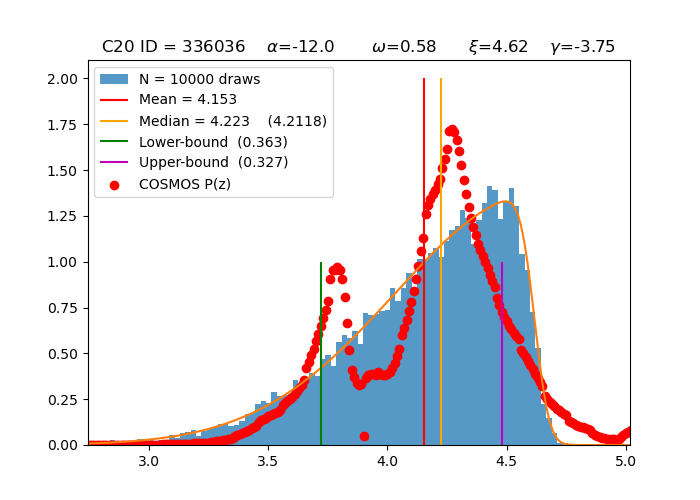 C20 ID = 336036 α=-12.0 ω=0.58 ξ=4.62 γ=-3.75
N = 10000 draws
Mean = 4.153
Median = 4.223 (4.2118)
Lower-bound (0.363)
Upper-bound (0.327)
COSMOS P(z)
2.00
1.75
1.50
1.25
1.00
0.75
0.50
0.25
0.00
3.0 3.5 4.0 4.5 5.0